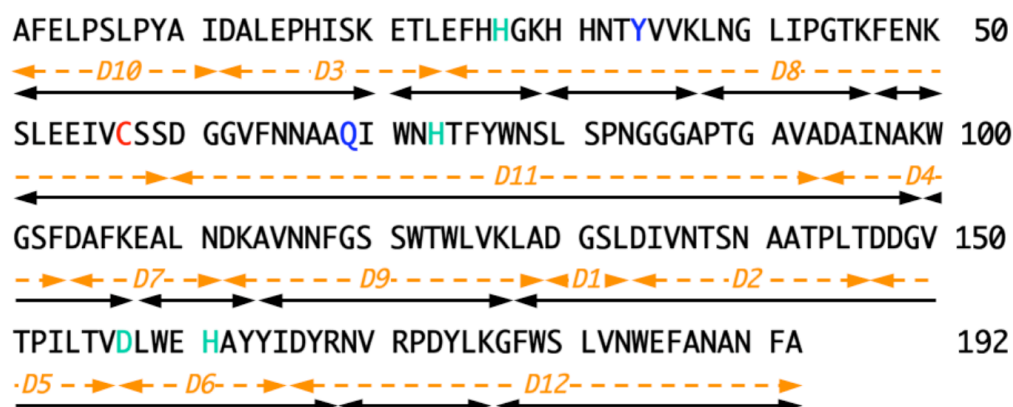 AFELPSLPYA IDALEPHISK ETLEFHHGKH HNTYVVKLNG LIPGTKFENK 50
D10 D3 D8
SLEEIVCSSD GGVFNNAAQI WNHTFYWNSL SPNGGGAPTG AVADAINAKW 100
D11 D4
GSFDAFKEAL NDKAVNNFGS SWTWLVKLAD GSLDIVNTSN AATPLTDDGV 150
D7 D9 D1 D2
TPILTVDLWE HAYYIDYRNV RPDYLKGFWS LVNWEFANAN FA 192
D5 D6 D12